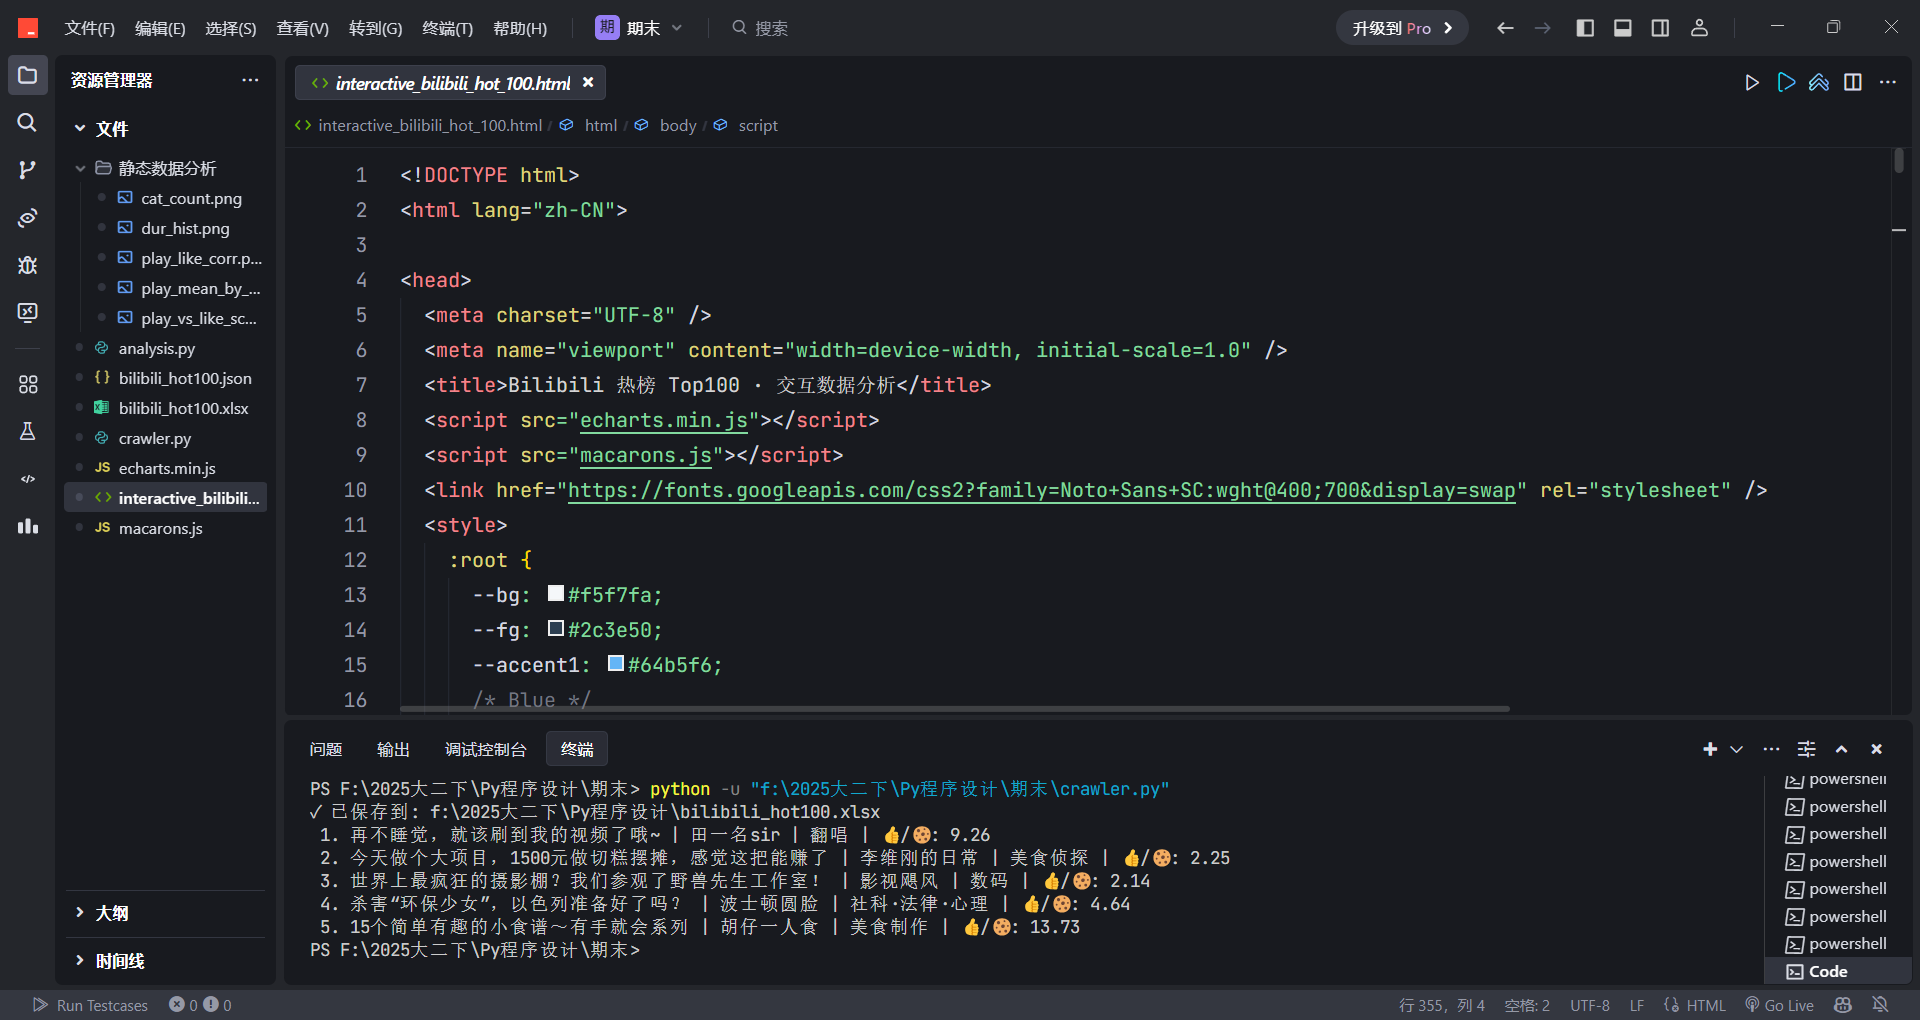 文件(F) 编辑(E) 选择(S) 查看(V) 转到(G) 终端(T) 帮助(H) 期 期末 搜索 升级到 Pro
资源管理器
文件
静态数据分析
cat_count.png
dur_hist.png
play_like_corr.p...
play_mean_by_...
play_vs_like_sc...
analysis.py
bilibili_hot100.json
bilibili_hot100.xlsx
crawler.py
JS echarts.min.js
interactive_bilibili...
JS macarons.js
大纲
时间线
interactive_bilibili_hot_100.html
interactive_bilibili_hot_100.html / html / body / script
1 <!DOCTYPE html>
2 <html lang="zh-CN">
3
4 <head>
5 <meta charset="UTF-8" />
6 <meta name="viewport" content="width=device-width, initial-scale=1.0" />
7 <title>Bilibili 热榜 Top100 · 交互数据分析</title>
8 <script src="echarts.min.js"></script>
9 <script src="macarons.js"></script>
10 <link href="https://fonts.googleapis.com/css2?family=Noto+Sans+SC:wght@400;700&display=swap" rel="stylesheet" />
11 <style>
12 :root {
13 --bg: #f5f7fa;
14 --fg: #2c3e50;
15 --accent1: #64b5f6;
16 /* Blue */
问题 输出 调试控制台 终端
PS F:\2025大二下\Py程序设计\期末> python -u "f:\2025大二下\Py程序设计\期末\crawler.py"
✓ 已保存到: f:\2025大二下\Py程序设计\bilibili_hot100.xlsx
1. 再不睡觉，就该刷到我的视频了哦~ | 田一名sir | 翻唱 | 👍/🍪: 9.26
2. 今天做个大项目，1500元做切糕摆摊，感觉这把能赚了 | 李维刚的日常 | 美食侦探 | 👍/🍪: 2.25
3. 世界上最疯狂的摄影棚？我们参观了野兽先生工作室！ | 影视飓风 | 数码 | 👍/🍪: 2.14
4. 杀害“环保少女”，以色列准备好了吗？ | 波士顿圆脸 | 社科·法律·心理 | 👍/🍪: 4.64
5. 15个简单有趣的小食谱～有手就会系列 | 胡仔一人食 | 美食制作 | 👍/🍪: 13.73
PS F:\2025大二下\Py程序设计\期末>
powershell
powershell
powershell
powershell
powershell
powershell
powershell
Code
Run Testcases 0 0 行 355，列 4 空格: 2 UTF-8 LF HTML Go Live